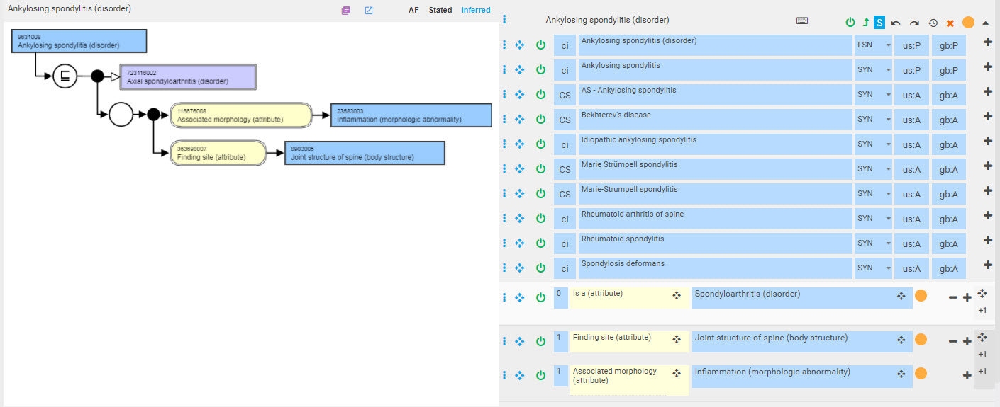 Ankylosing spondylitis (disorder)
AF Stated Inferred
9631008
Ankylosing spondylitis (disorder)
⊑
723116002
Axial spondyloarthritis (disorder)
116676008
Associated morphology (attribute)
23583003
Inflammation (morphologic abnormality)
363698007
Finding site (attribute)
8983005
Joint structure of spine (body structure)
Ankylosing spondylitis (disorder)
S
ci Ankylosing spondylitis (disorder) FSN us:P gb:P
ci Ankylosing spondylitis SYN us:P gb:P
CS AS - Ankylosing spondylitis SYN us:A gb:A
CS Bekhterev's disease SYN us:A gb:A
ci Idiopathic ankylosing spondylitis SYN us:A gb:A
CS Marie Strümpell spondylitis SYN us:A gb:A
CS Marie-Strumpell spondylitis SYN us:A gb:A
ci Rheumatoid arthritis of spine SYN us:A gb:A
ci Rheumatoid spondylitis SYN us:A gb:A
ci Spondylosis deformans SYN us:A gb:A
0 Is a (attribute) Spondyloarthritis (disorder)
+1
1 Finding site (attribute) Joint structure of spine (body structure)
+1
1 Associated morphology Inflammation (morphologic abnormality) +1
(attribute)